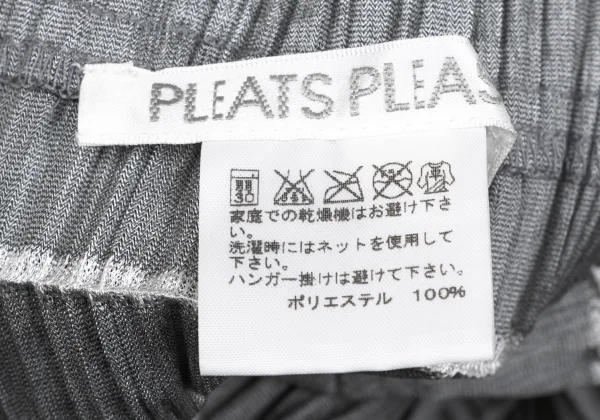 PLEATS PLEAS
30
家庭での乾燥機はお避け下さ
い。
洗濯時にはネットを使用して
下さい。
ハンガー掛けは避けて下さい。
ポリエステル 100%